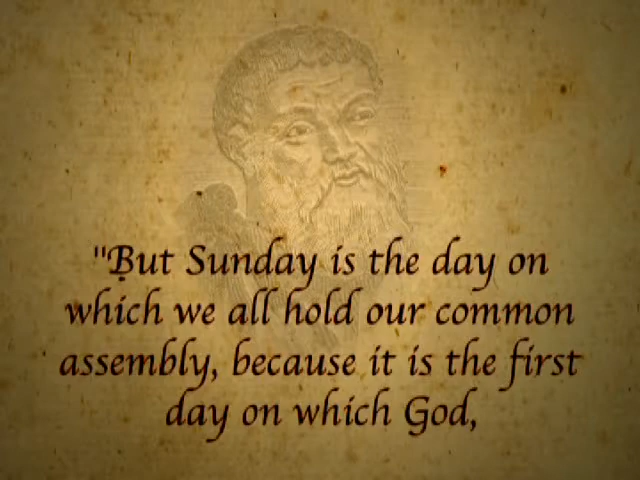 "But Sunday is the day on
which we all hold our common
assembly, because it is the first
day on which God,